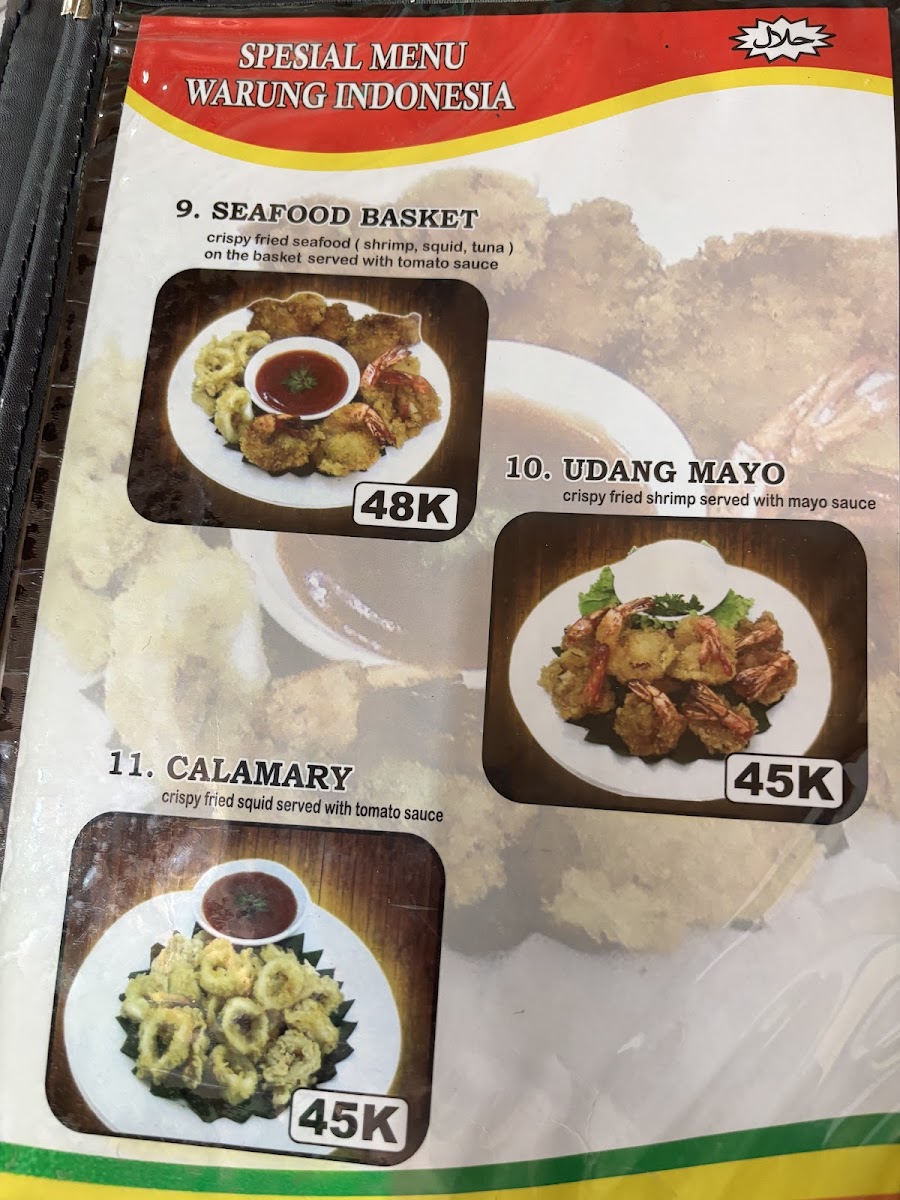 SPESIAL MENU
WARUNG INDONESIA
حلال
9. SEAFOOD BASKET
crispy fried seafood ( shrimp, squid, tuna )
on the basket served with tomato sauce
48K
10. UDANG MAYO
crispy fried shrimp served with mayo sauce
45K
11. CALAMARY
crispy fried squid served with tomato sauce
45K